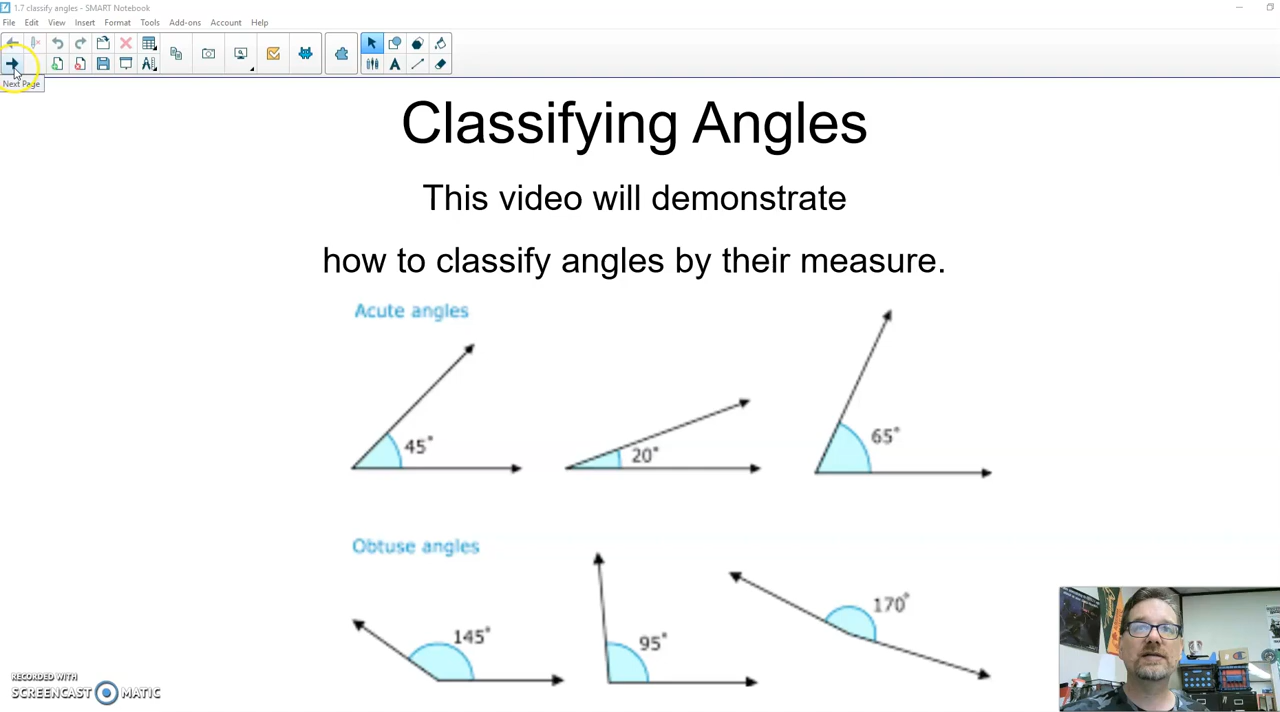 1.7 classify angles - SMART Notebook
File Edit View Insert Format Tools Add-ons Account Help
Next Page
Classifying Angles
This video will demonstrate
how to classify angles by their measure.
Acute angles
45°
20°
65°
Obtuse angles
145°
95°
170°
RECORDED WITH
SCREENCAST MATIC